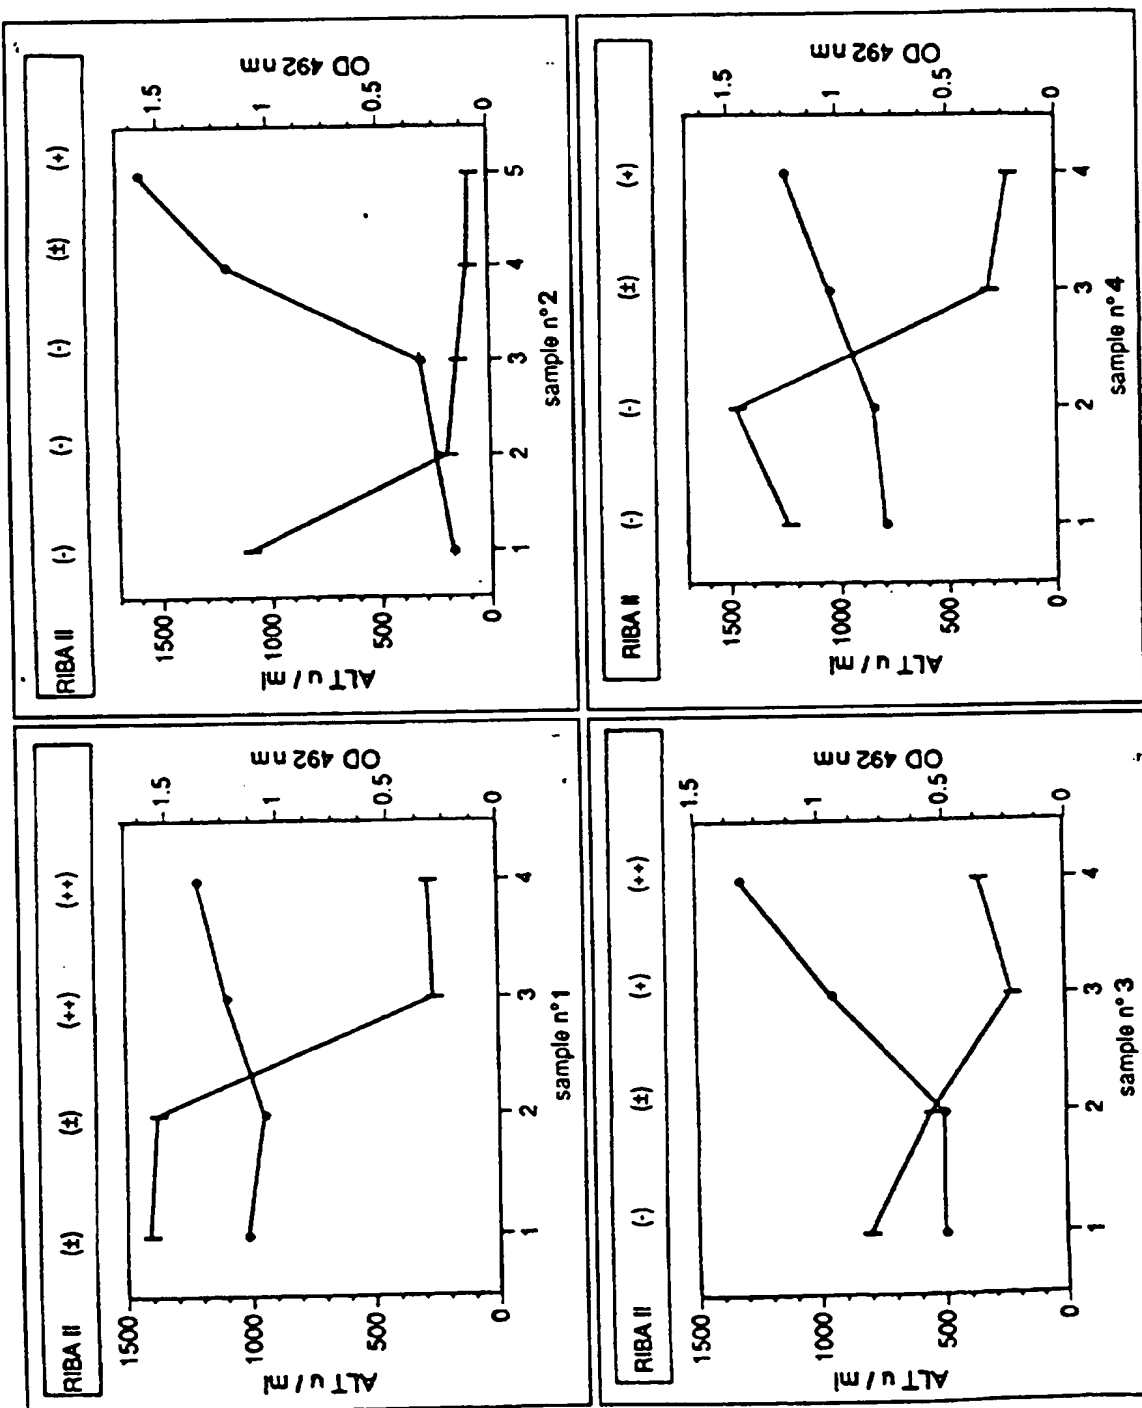 RIBA II (±) (±) (++) (++)
1500
1000
500
0
ALT u / ml
1.5
1
0.5
0
OD 492 nm
1 2 3 4
sample n°1
RIBA II (-) (-) (-) (±) (+)
1500
1000
500
0
ALT u / ml
1.5
1
0.5
0
OD 492 nm
1 2 3 4 5
sample n°2
RIBA II (-) (±) (+) (++)
1500
1000
500
0
ALT u / ml
1.5
1
0.5
0
OD 492 nm
1 2 3 4
sample n°3
RIBA II (-) (-) (±) (+)
1500
1000
500
0
ALT u / ml
1.5
1
0.5
0
OD 492 nm
1 2 3 4
sample n°4